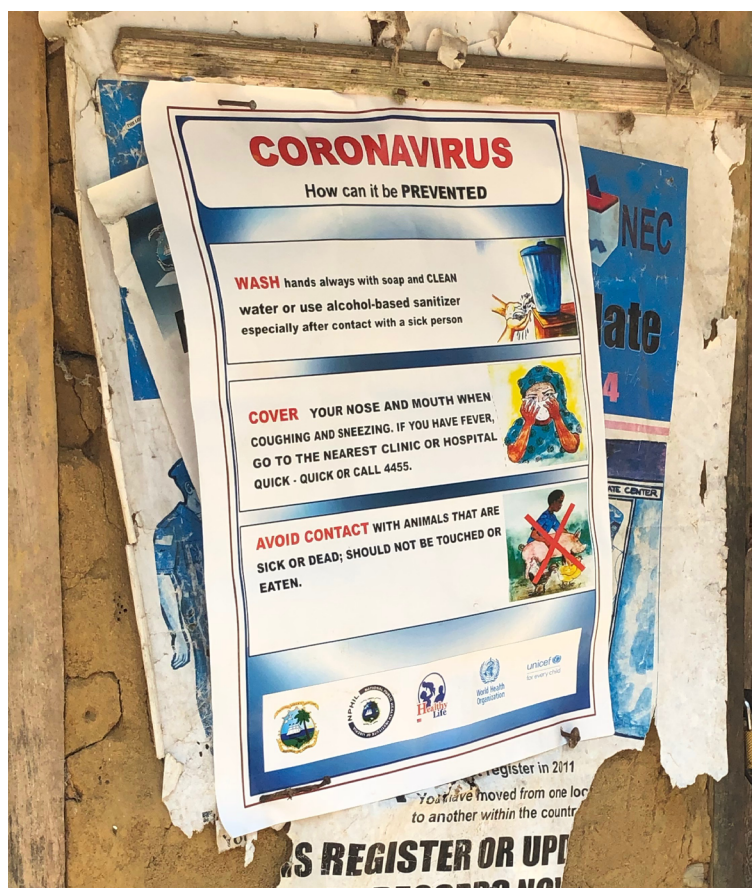 CORONAVIRUS
How can it be PREVENTED
WASH hands always with soap and CLEAN
water or use alcohol-based sanitizer
especially after contact with a sick person
COVER YOUR NOSE AND MOUTH WHEN
COUGHING AND SNEEZING. IF YOU HAVE FEVER,
GO TO THE NEAREST CLINIC OR HOSPITAL
QUICK - QUICK OR CALL 4455.
AVOID CONTACT WITH ANIMALS THAT ARE
SICK OR DEAD; SHOULD NOT BE TOUCHED OR
EATEN.
NPHIL
Healthy
Life
World Health
Organization
unicef
for every child
NEC
late
4
CENTER
register in 2011
You have moved from one
to another within the
REGISTER OR